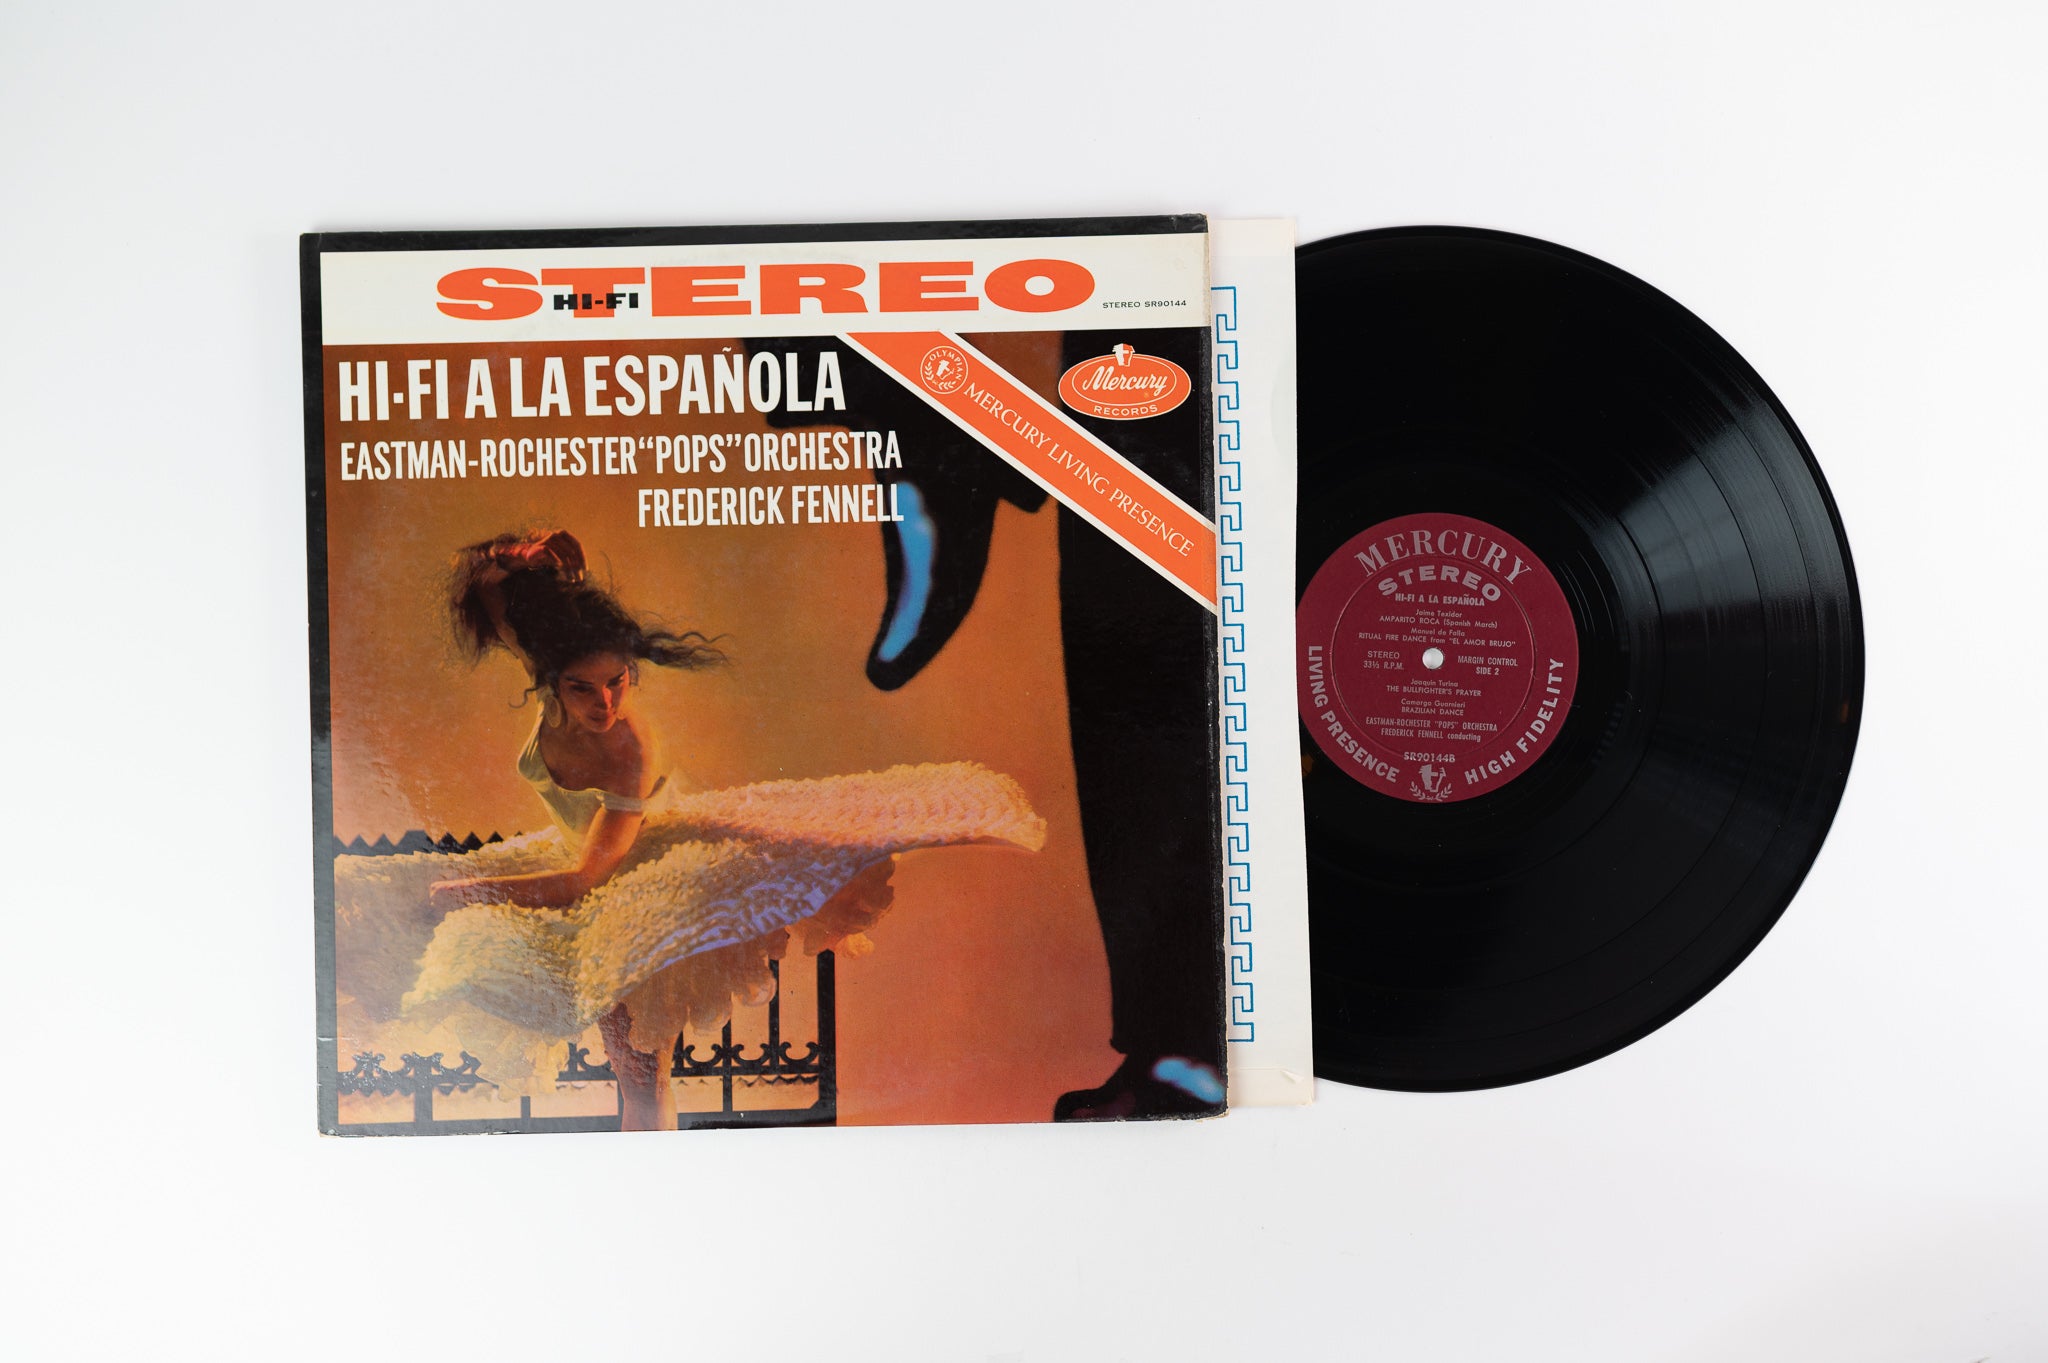 STEREO
HI-FI
STEREO SR90144
HI-FI A LA ESPAÑOLA
EASTMAN-ROCHESTER “POPS” ORCHESTRA
FREDERICK FENNELL
OLYMPIAN
MERCURY LIVING PRESENCE
Mercury
RECORDS
MERCURY
STEREO
HI-FI A LA ESPAÑOLA
Jaime Texidor
AMPARITO ROCA (Spanish March)
Manuel de Falla
RITUAL FIRE DANCE from "EL AMOR BRUJO"
STEREO
33⅓ R.P.M.
MARGIN CONTROL
SIDE 2
Joaquin Turina
THE BULLFIGHTER'S PRAYER
Camargo Guarnieri
BRAZILIAN DANCE
EASTMAN-ROCHESTER "POPS" ORCHESTRA
FREDERICK FENNELL conducting
SR90144B
LIVING PRESENCE
HIGH FIDELITY